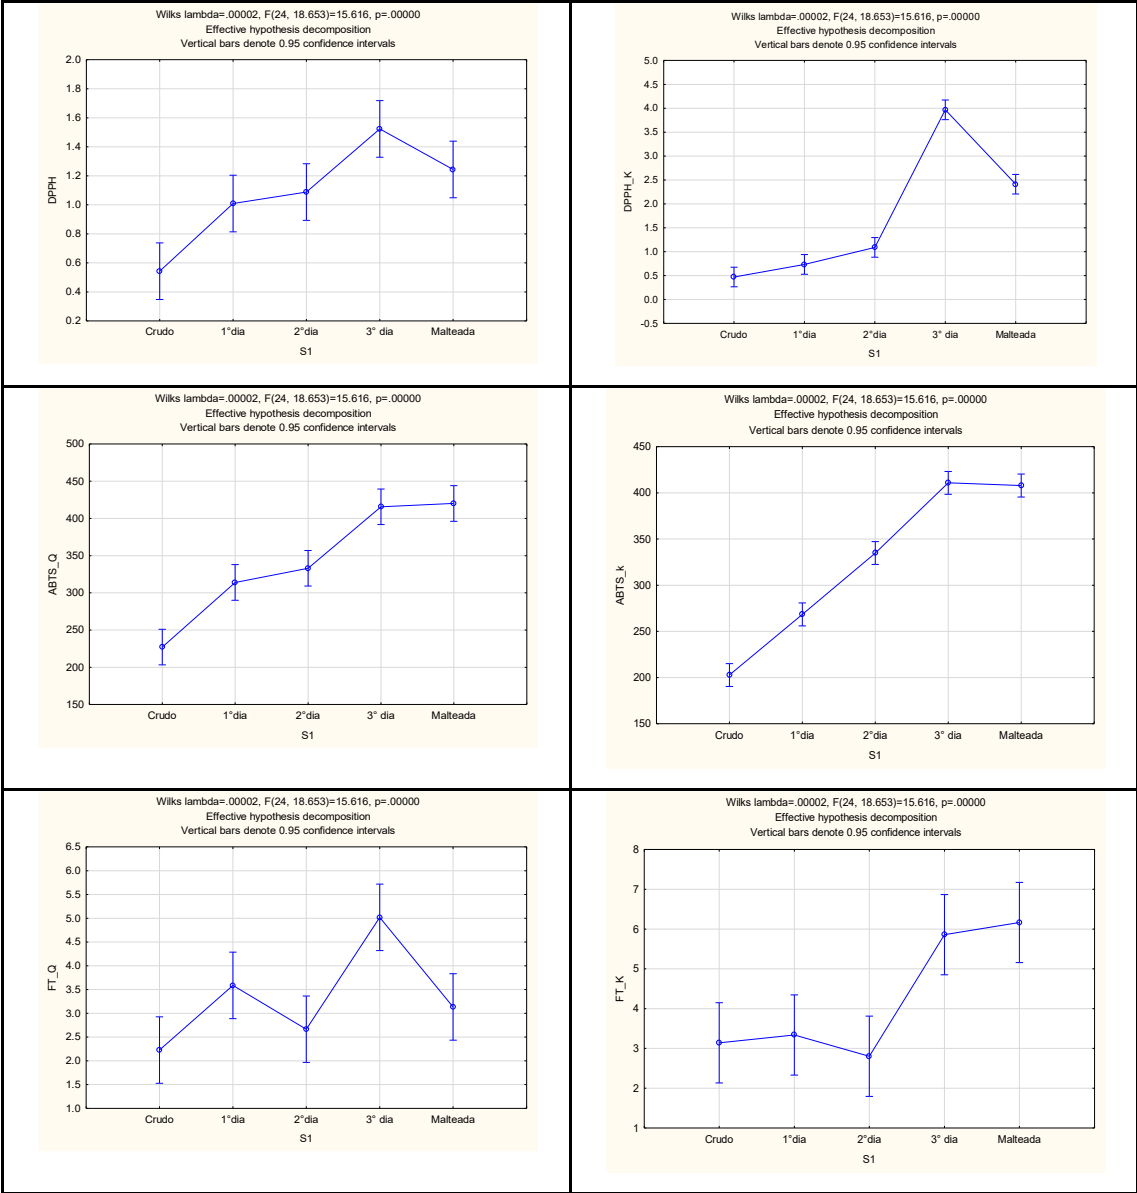 Wilks lambda=.00002, F(24, 18.653)=15.616, p=.00000
Effective hypothesis decomposition
Vertical bars denote 0.95 confidence intervals
2.0
1.8
1.6
1.4
1.2
1.0
0.8
0.6
0.4
0.2
DPPH
Crudo 1°dia 2°dia 3° dia Malteada
S1
Wilks lambda=.00002, F(24, 18.653)=15.616, p=.00000
Effective hypothesis decomposition
Vertical bars denote 0.95 confidence intervals
5.0
4.5
4.0
3.5
3.0
2.5
2.0
1.5
1.0
0.5
0.0
-0.5
DPPH_K
Crudo 1°dia 2°dia 3° dia Malteada
S1
Wilks lambda=.00002, F(24, 18.653)=15.616, p=.00000
Effective hypothesis decomposition
Vertical bars denote 0.95 confidence intervals
500
450
400
350
300
250
200
150
ABTS_Q
Crudo 1°dia 2°dia 3° dia Malteada
S1
Wilks lambda=.00002, F(24, 18.653)=15.616, p=.00000
Effective hypothesis decomposition
Vertical bars denote 0.95 confidence intervals
450
400
350
300
250
200
150
ABTS_k
Crudo 1°dia 2°dia 3° dia Malteada
S1
Wilks lambda=.00002, F(24, 18.653)=15.616, p=.00000
Effective hypothesis decomposition
Vertical bars denote 0.95 confidence intervals
6.5
6.0
5.5
5.0
4.5
4.0
3.5
3.0
2.5
2.0
1.5
1.0
FT_Q
Crudo 1°dia 2°dia 3° dia Malteada
S1
Wilks lambda=.00002, F(24, 18.653)=15.616, p=.00000
Effective hypothesis decomposition
Vertical bars denote 0.95 confidence intervals
8
7
6
5
4
3
2
1
FT_K
Crudo 1°dia 2°dia 3° dia Malteada
S1